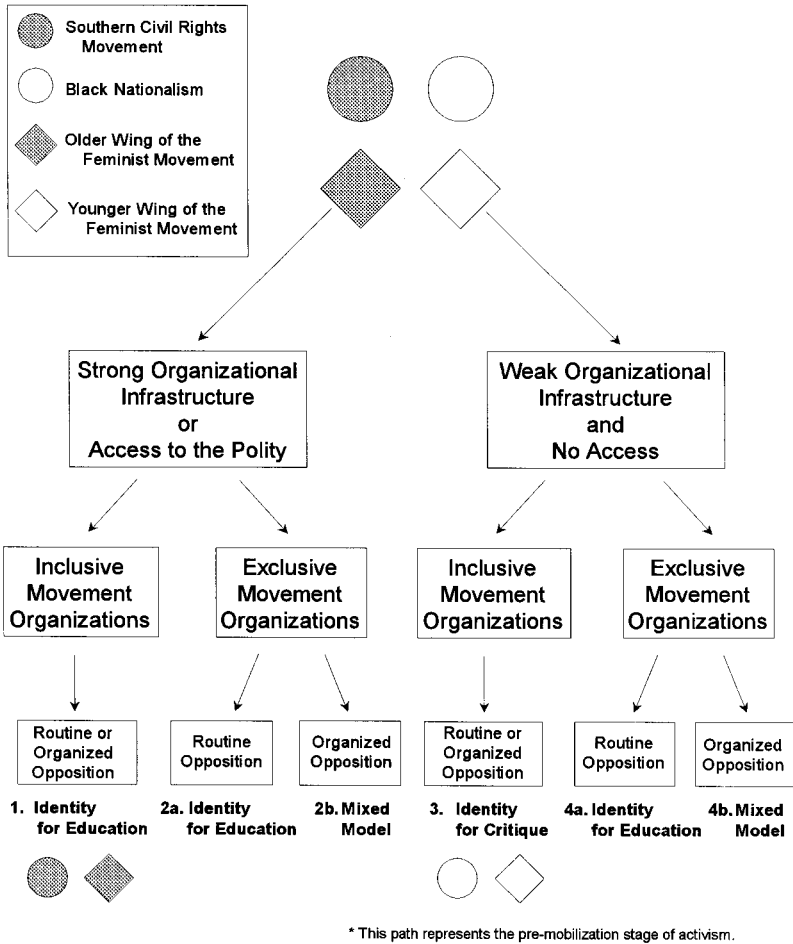 Southern Civil Rights
Movement
Black Nationalism
Older Wing of the
Feminist Movement
Younger Wing of the
Feminist Movement
Strong Organizational
Infrastructure
or
Access to the Polity
Weak Organizational
Infrastructure
and
No Access
Inclusive
Movement
Organizations
Exclusive
Movement
Organizations
Inclusive
Movement
Organizations
Exclusive
Movement
Organizations
Routine or
Organized
Opposition
Routine
Opposition
Organized
Opposition
Routine or
Organized
Opposition
Routine
Opposition
Organized
Opposition
1. Identity
for Education
2a. Identity
for Education
2b. Mixed
Model
3. Identity
for Critique
4a. Identity
for Education
4b. Mixed
Model
* This path represents the pre-mobilization stage of activism.